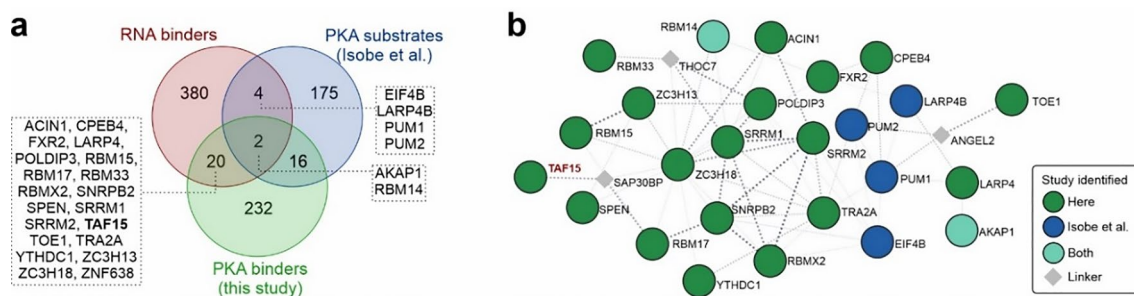 a
RNA binders
PKA substrates
(Isobe et al.)
380
4
175
2
20
16
232
PKA binders
(this study)
EIF4B
LARP4B
PUM1
PUM2
AKAP1
RBM14
ACIN1, CPEB4,
FXR2, LARP4,
POLDIP3, RBM15,
RBM17, RBM33
RBMX2, SNRPB2
SPEN, SRRM1
SRRM2, TAF15
TOE1, TRA2A
YTHDC1, ZC3H13
ZC3H18, ZNF638
b
RBM14
ACIN1
RBM33
THOC7
FXR2
CPEB4
ZC3H13
POLDIP3
LARP4B
TOE1
RBM15
SRRM1
SRRM2
PUM2
ANGEL2
TAF15
SAP30BP
ZC3H18
PUM1
LARP4
SPEN
SNRPB2
TRA2A
AKAP1
RBM17
RBMX2
EIF4B
YTHDC1
Study identified
Here
Isobe et al.
Both
Linker